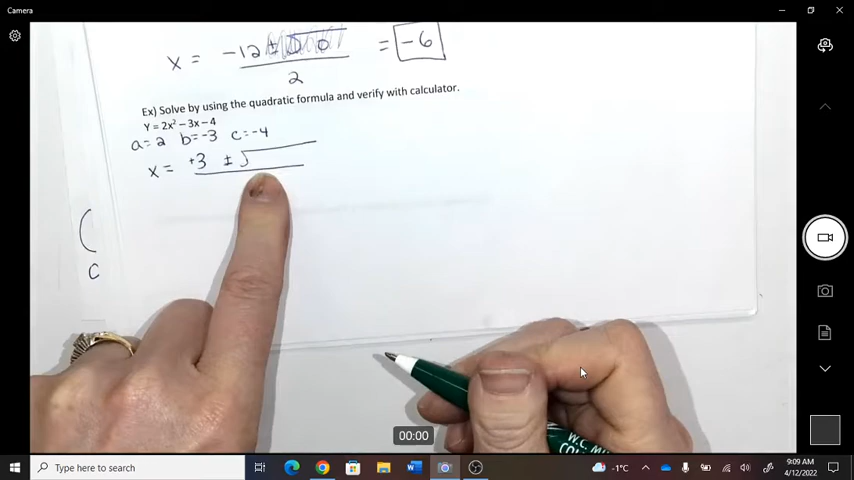 Camera
x = -12 ± 0 = -6
2
Ex) Solve by using the quadratic formula and verify with calculator.
Y = 2x² – 3x – 4
a=2 b=-3 c=-4
x = +3 ± √
C
00:00
W.C. M
CO
Type here to search
-1°C
9:09 AM
4/12/2022